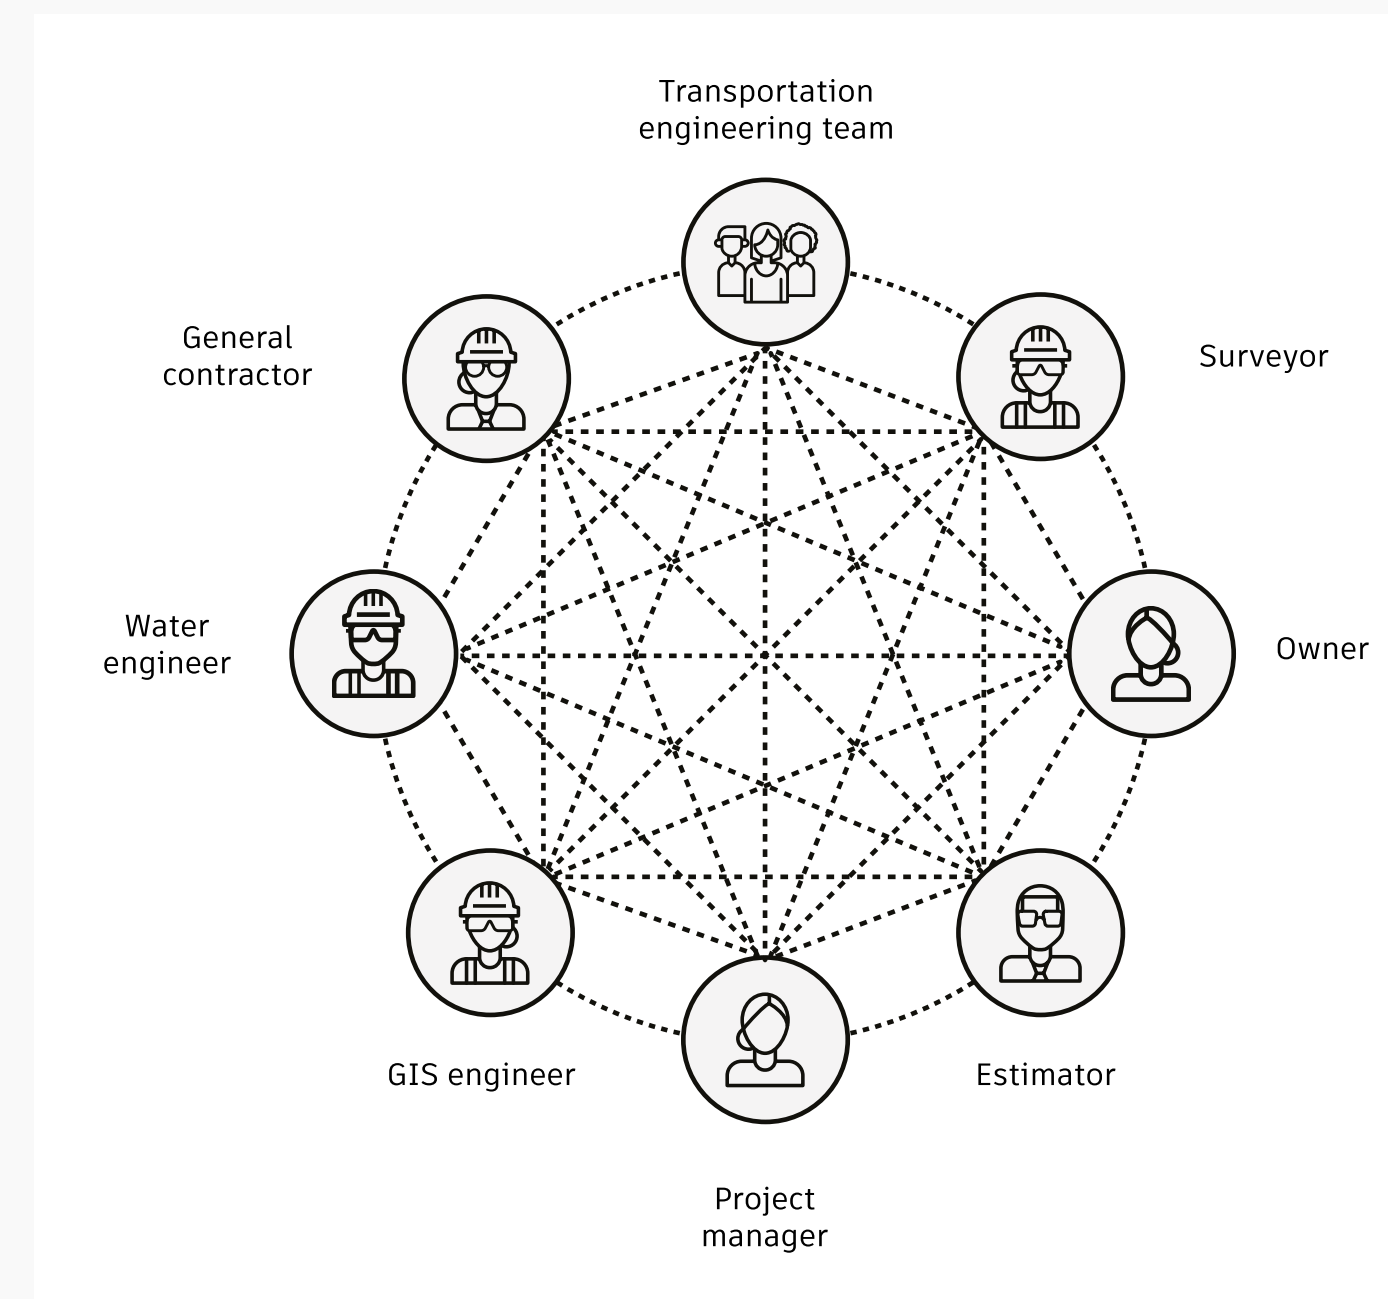 Transportation
engineering team
General
contractor
Surveyor
Water
engineer
Owner
GIS engineer
Estimator
Project
manager